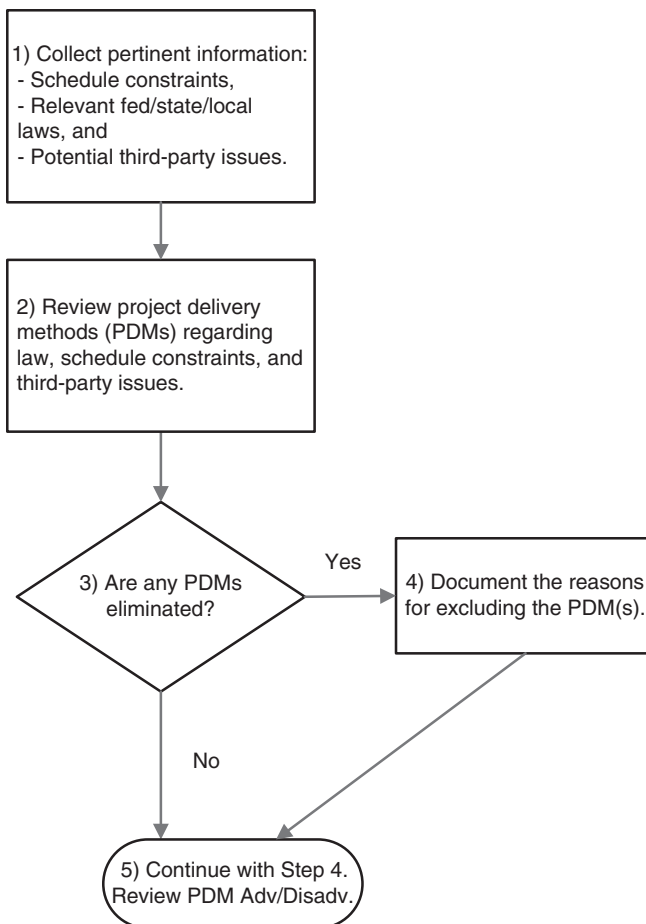 1) Collect pertinent information:
- Schedule constraints,
- Relevant fed/state/local
laws, and
- Potential third-party issues.
2) Review project delivery
methods (PDMs) regarding
law, schedule constraints, and
third-party issues.
3) Are any PDMs
eliminated?
Yes
4) Document the reasons
for excluding the PDM(s).
No
5) Continue with Step 4.
Review PDM Adv/Disadv.